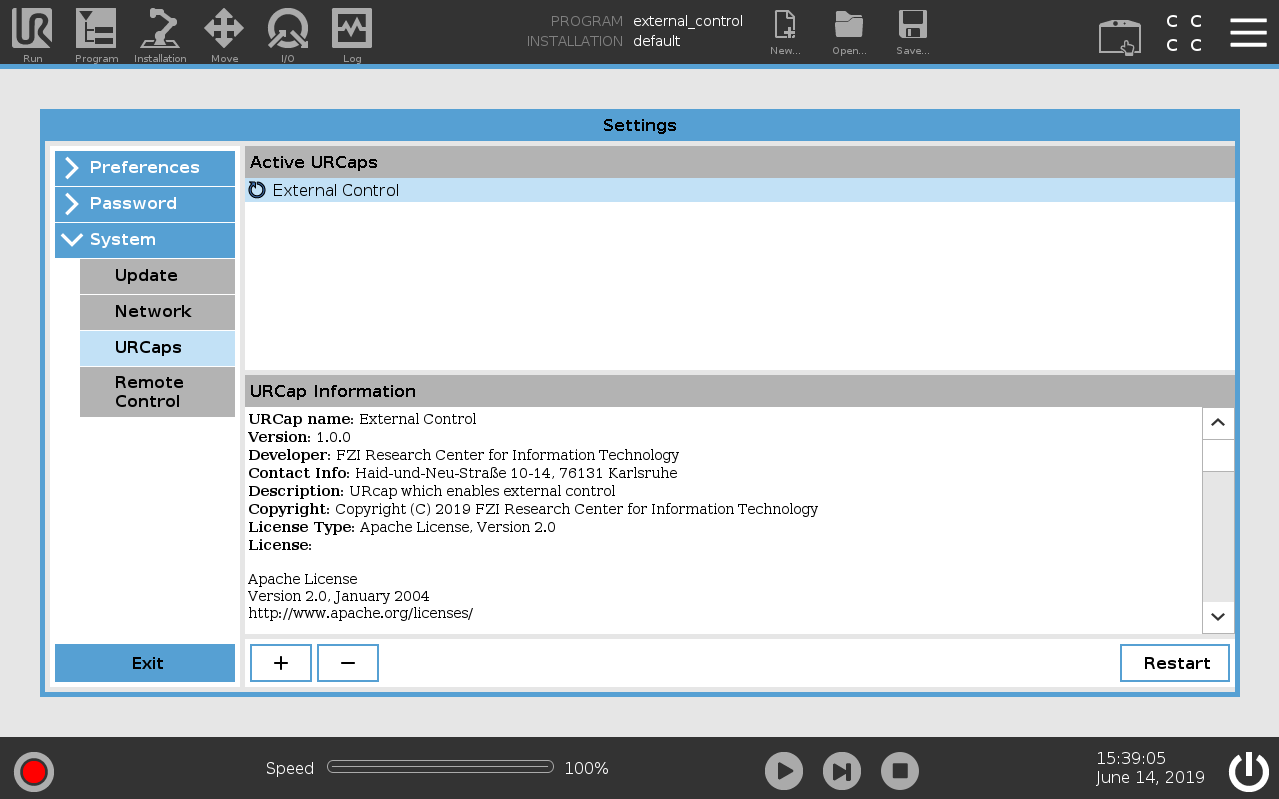 UR
Run
Program
Installation
Move
I/O
Log
PROGRAM external_control
INSTALLATION default
New...
Open...
Save...
C C
C C
Settings
Preferences
Password
System
Update
Network
URCaps
Remote
Control
Exit
Active URCaps
External Control
URCap Information
URCap name: External Control
Version: 1.0.0
Developer: FZI Research Center for Information Technology
Contact Info: Haid-und-Neu-Straße 10-14, 76131 Karlsruhe
Description: URcap which enables external control
Copyright: Copyright (C) 2019 FZI Research Center for Information Technology
License Type: Apache License, Version 2.0
License:
Apache License
Version 2.0, January 2004
http://www.apache.org/licenses/
+ −
Restart
Speed 100%
15:39:05
June 14, 2019